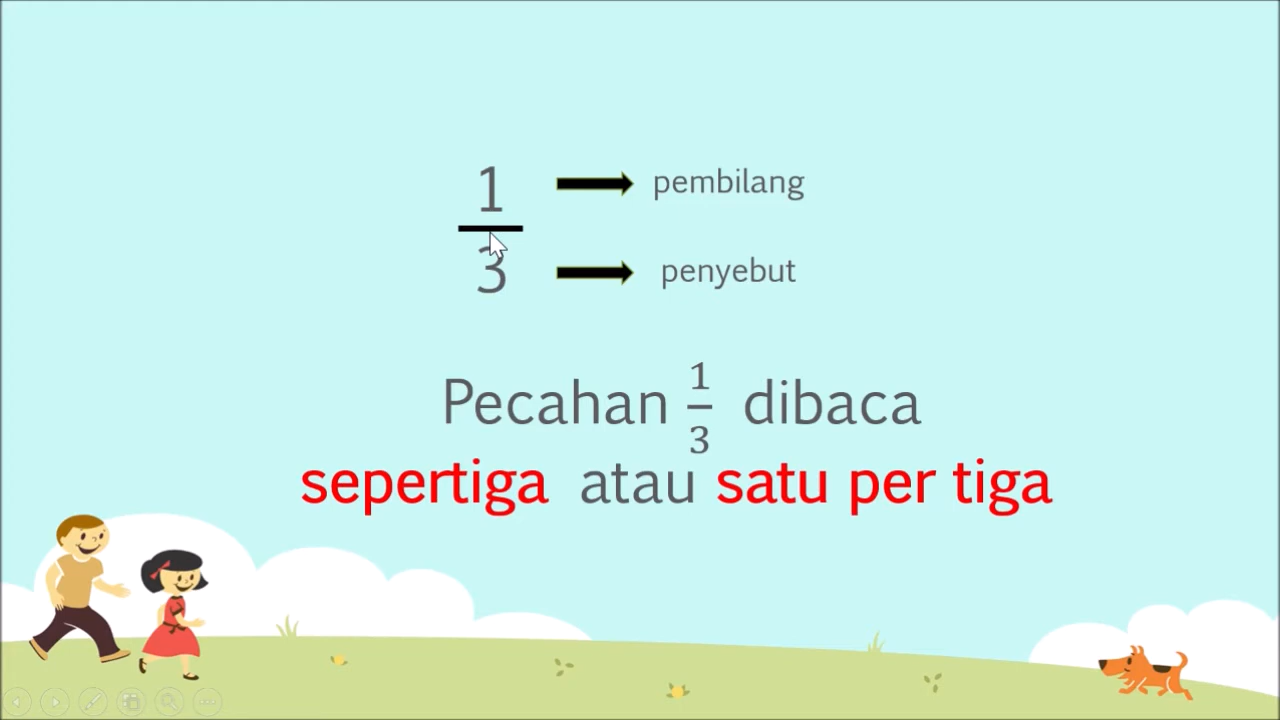 1 pembilang
3 penyebut
Pecahan 1/3 dibaca
sepertiga atau satu per tiga